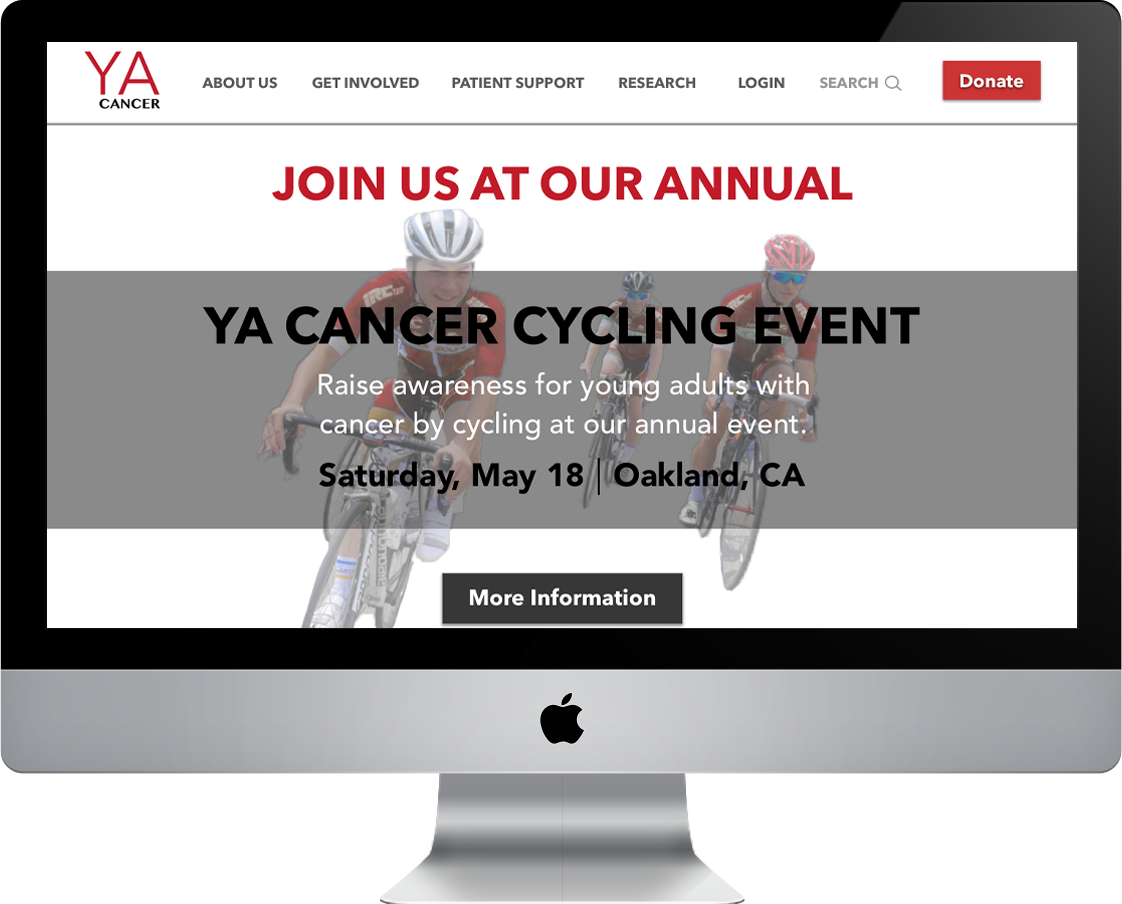 YA
CANCER
ABOUT US
GET INVOLVED
PATIENT SUPPORT
RESEARCH
LOGIN
SEARCH
Donate
JOIN US AT OUR ANNUAL
YA CANCER CYCLING EVENT
Raise awareness for young adults with
cancer by cycling at our annual event.
Saturday, May 18 | Oakland, CA
More Information